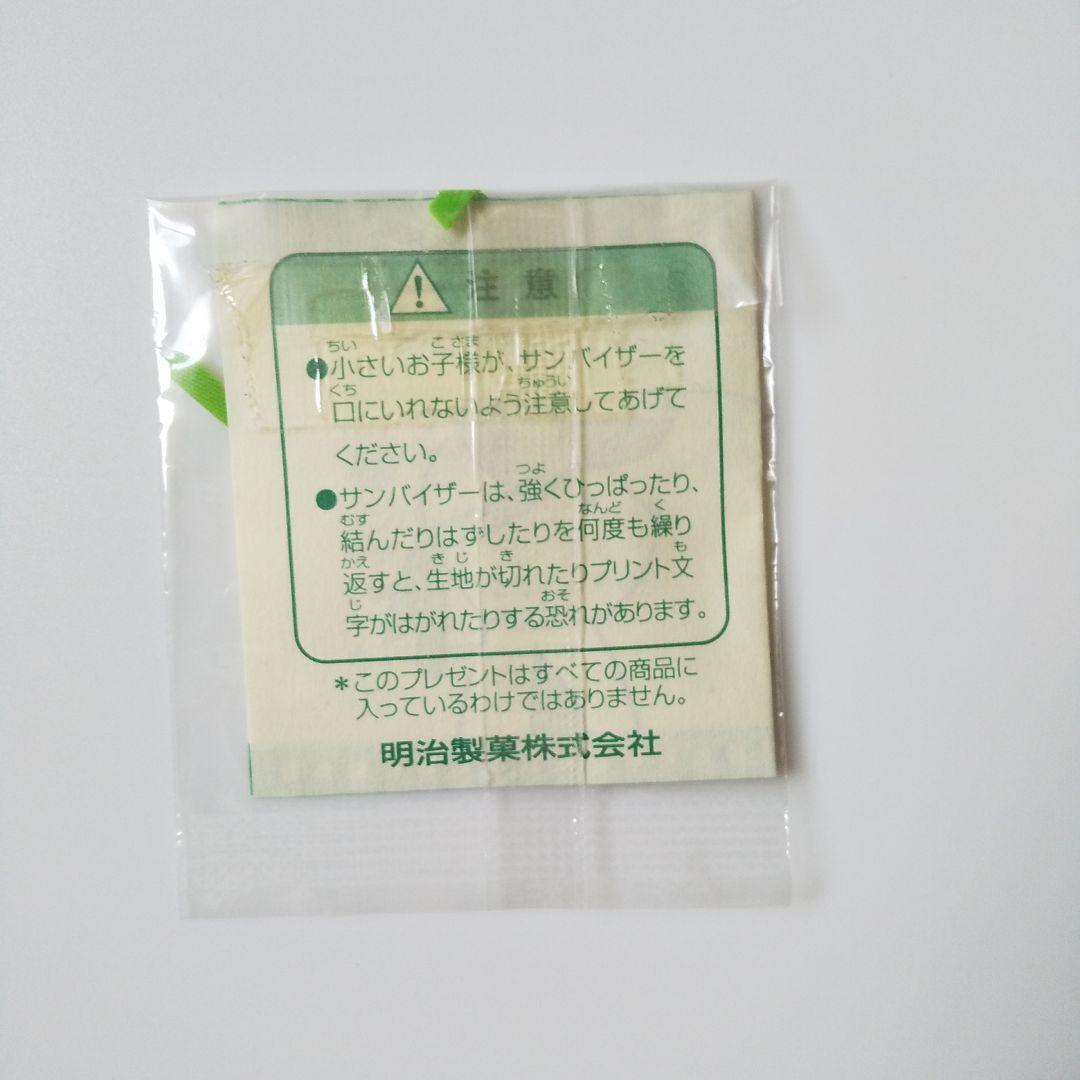 注意
●小さいお子様が、サンバイザーを
口にいれないよう注意してあげて
ください。
●サンバイザーは、強くひっぱったり、
結んだりはずしたりを何度も繰り
返すと、生地が切れたりプリント文
字がはがれたりする恐れがあります。
*このプレゼントはすべての商品に
入っているわけではありません。
明治製菓株式会社